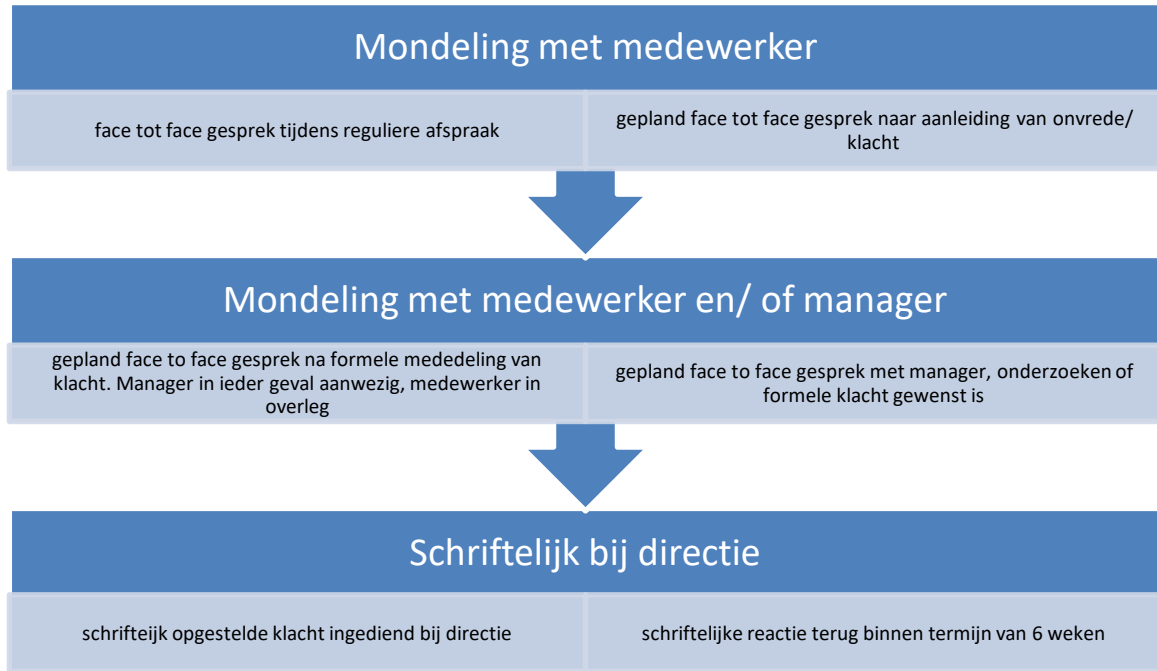 Mondeling met medewerker
face tot face gesprek tijdens reguliere afspraak
gepland face tot face gesprek naar aanleiding van onvrede/
klacht
Mondeling met medewerker en/ of manager
gepland face to face gesprek na formele mededeling van
klacht. Manager in ieder geval aanwezig, medewerker in
overleg
gepland face to face gesprek met manager, onderzoeken of
formele klacht gewenst is
Schriftelijk bij directie
schrifteijk opgestelde klacht ingediend bij directie
schriftelijke reactie terug binnen termijn van 6 weken